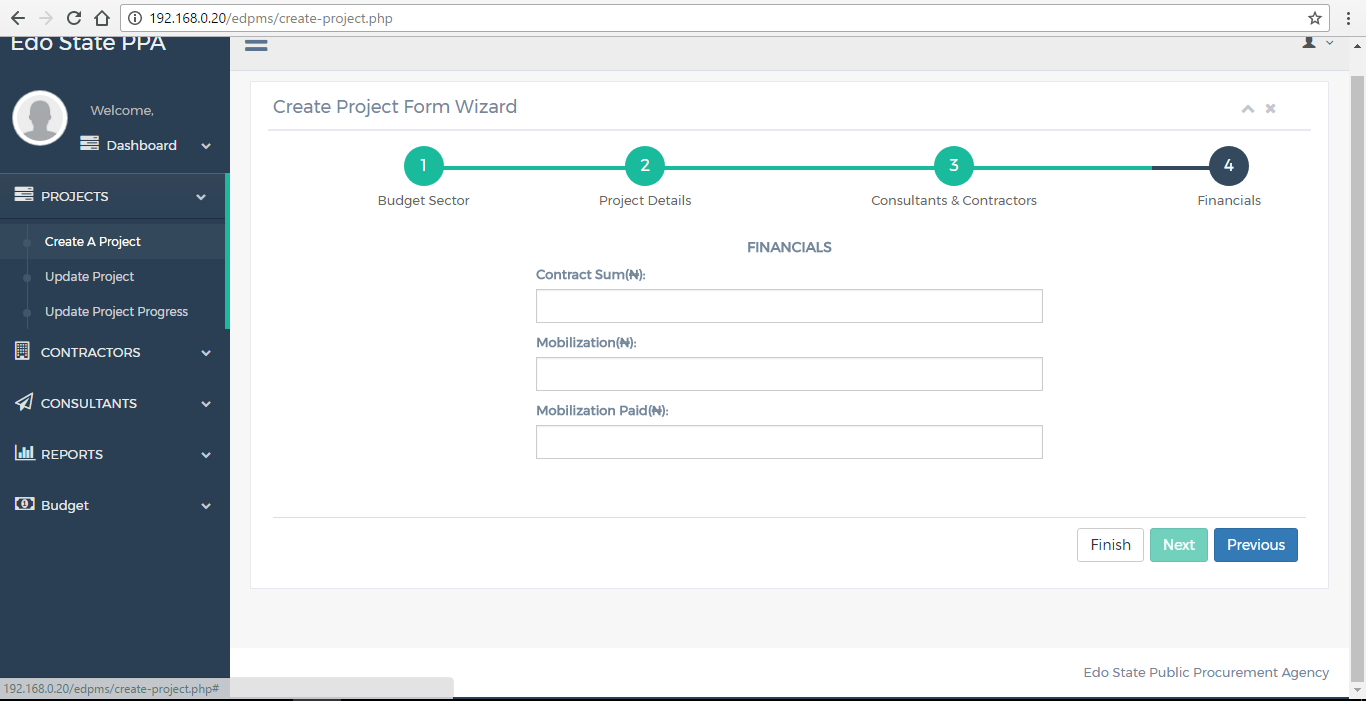 192.168.0.20/edpms/create-project.php
Edo State PPA
Welcome,
Dashboard
PROJECTS
Create A Project
Update Project
Update Project Progress
CONTRACTORS
CONSULTANTS
REPORTS
Budget
Create Project Form Wizard
1 2 3 4
Budget Sector Project Details Consultants & Contractors Financials
FINANCIALS
Contract Sum(₦):
Mobilization(₦):
Mobilization Paid(₦):
Finish Next Previous
Edo State Public Procurement Agency
192.168.0.20/edpms/create-project.php#